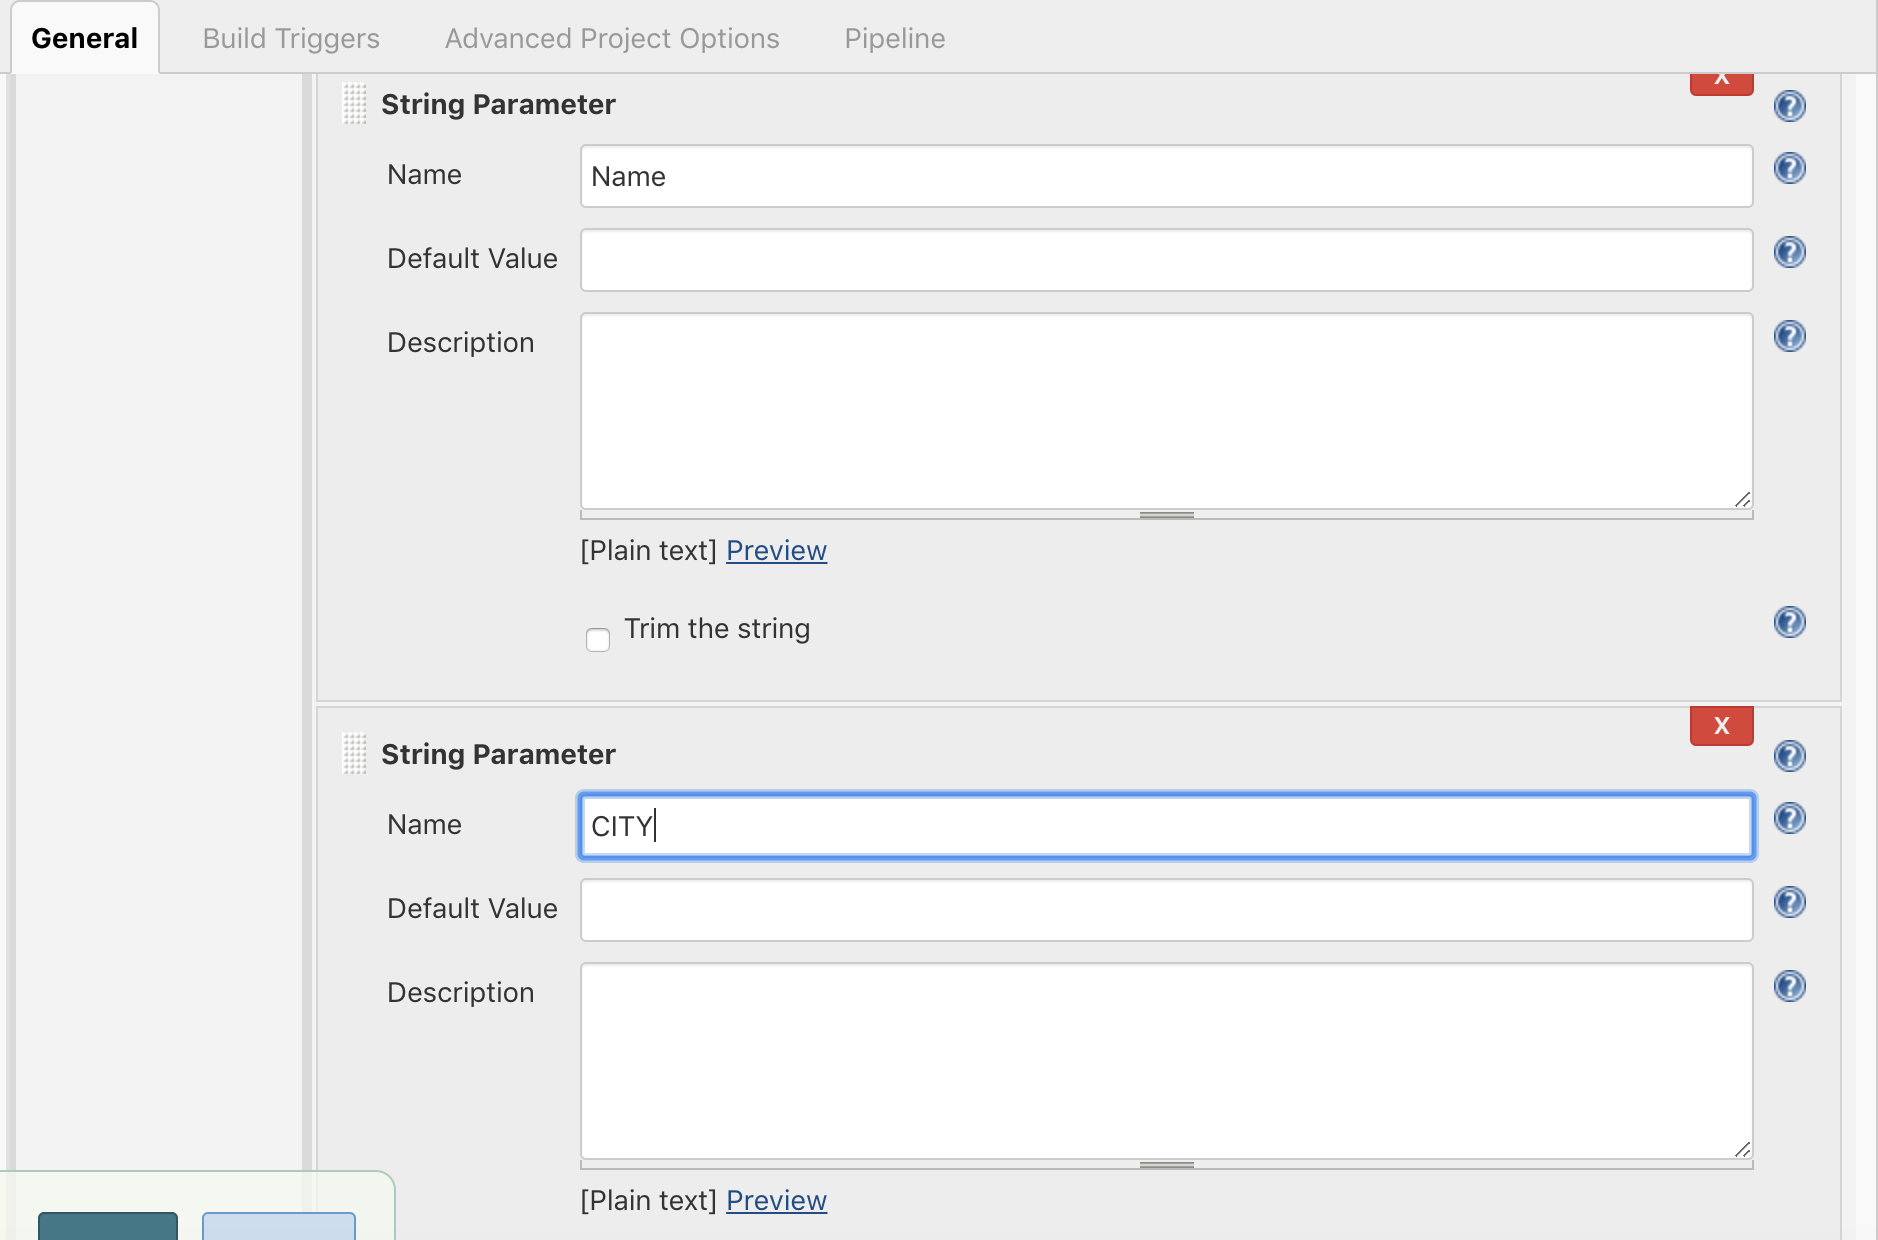 General Build Triggers Advanced Project Options Pipeline
X
String Parameter
Name Name
Default Value
Description
[Plain text] Preview
Trim the string
X
String Parameter
Name CITY
Default Value
Description
[Plain text] Preview